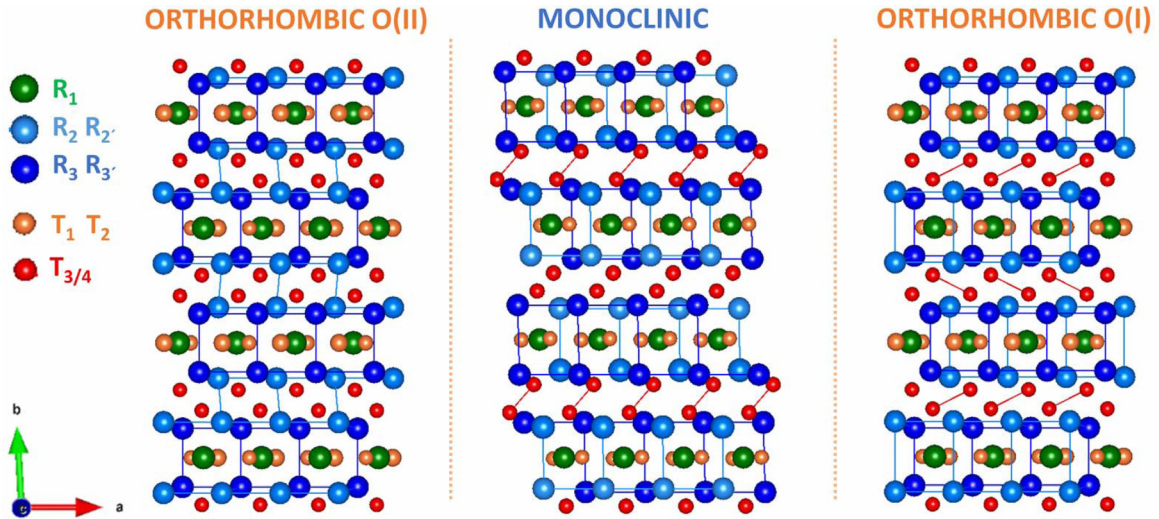 ORTHORHOMBIC O(II)
MONOCLINIC
ORTHORHOMBIC O(I)
R₁
R₂ R₂′
R₃ R₃′
T₁ T₂
T₃/₄
b
a